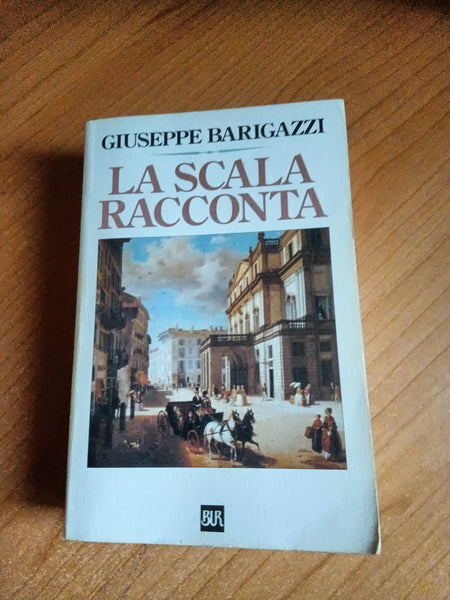 GIUSEPPE BARIGAZZI
LA SCALA
RACCONTA
BUR